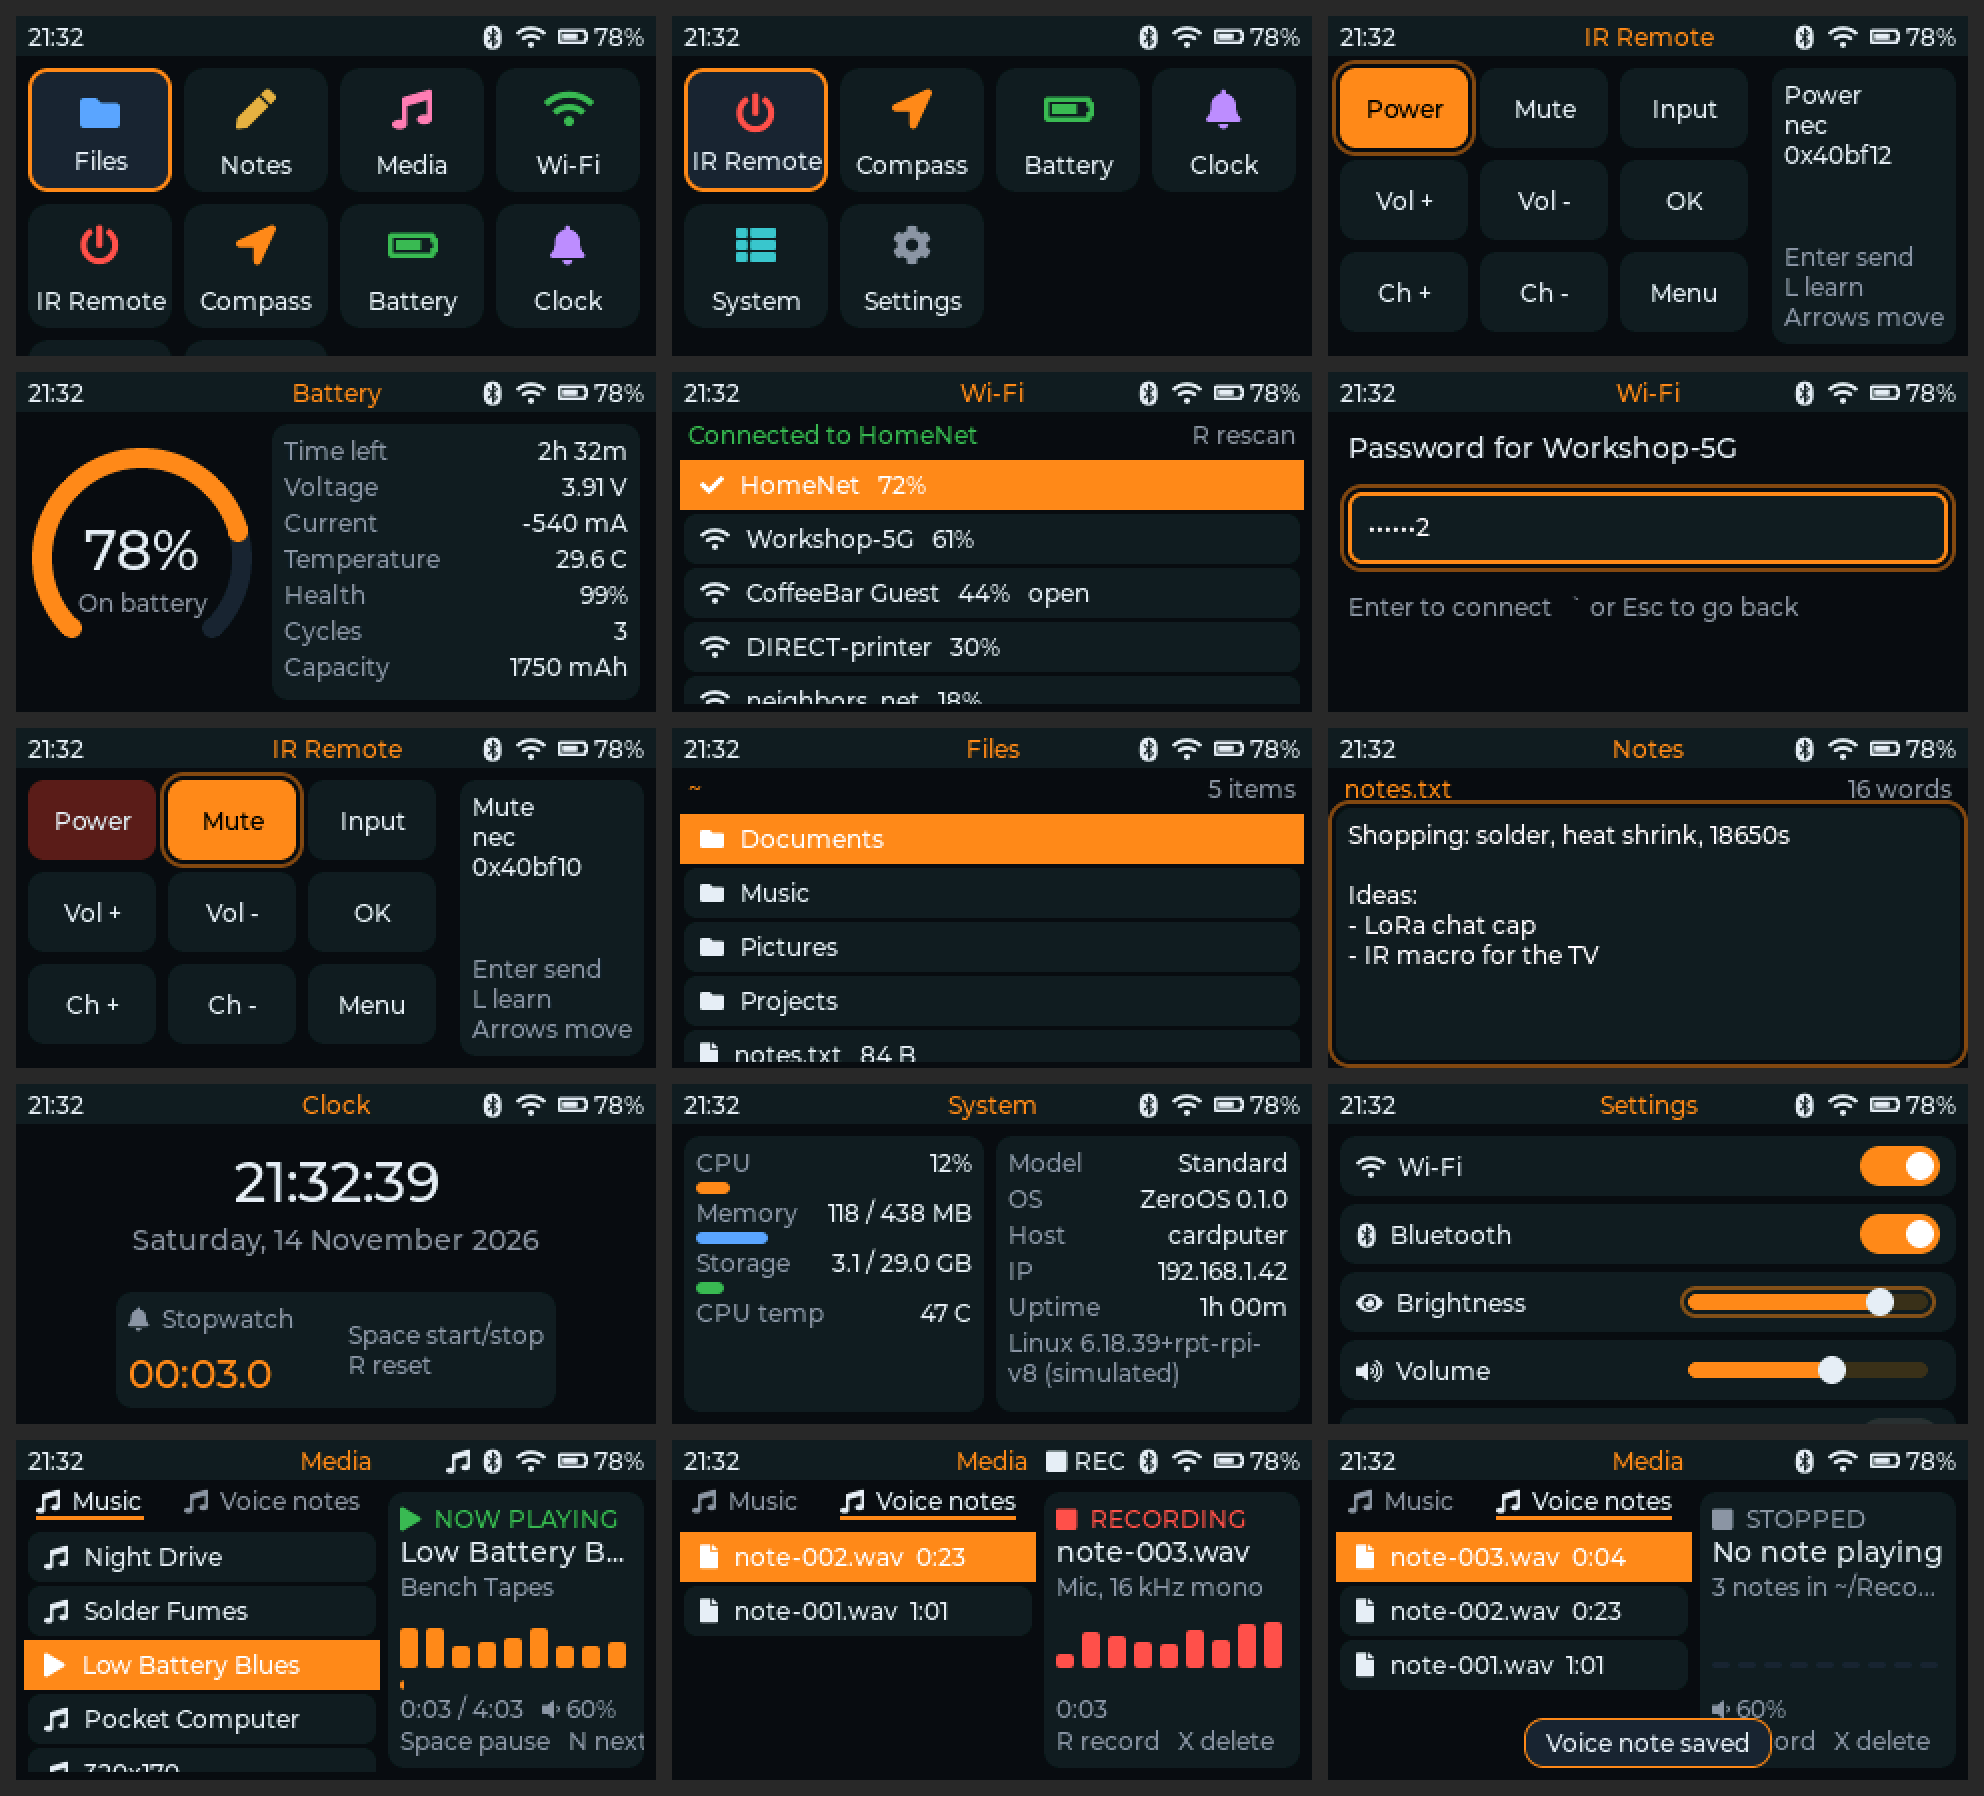 21:32 78%
Files Notes Media Wi-Fi
IR Remote Compass Battery Clock
21:32 78%
IR Remote Compass Battery Clock
System Settings
21:32 IR Remote 78%
Power Mute Input
Vol + Vol - OK
Ch + Ch - Menu
Power
nec
0x40bf12
Enter send
L learn
Arrows move
21:32 Battery 78%
78%
On battery
Time left 2h 32m
Voltage 3.91 V
Current -540 mA
Temperature 29.6 C
Health 99%
Cycles 3
Capacity 1750 mAh
21:32 Wi-Fi 78%
Connected to HomeNet R rescan
HomeNet 72%
Workshop-5G 61%
CoffeeBar Guest 44% open
DIRECT-printer 30%
neighbors_net 18%
21:32 Wi-Fi 78%
Password for Workshop-5G
••••••2
Enter to connect ` or Esc to go back
21:32 IR Remote 78%
Power Mute Input
Vol + Vol - OK
Ch + Ch - Menu
Mute
nec
0x40bf10
Enter send
L learn
Arrows move
21:32 Files 78%
~ 5 items
Documents
Music
Pictures
Projects
notes.txt 84 B
21:32 Notes 78%
notes.txt 16 words
Shopping: solder, heat shrink, 18650s
Ideas:
- LoRa chat cap
- IR macro for the TV
21:32 Clock 78%
21:32:39
Saturday, 14 November 2026
Stopwatch
00:03.0
Space start/stop
R reset
21:32 System 78%
CPU 12%
Memory 118 / 438 MB
Storage 3.1 / 29.0 GB
CPU temp 47 C
Model Standard
OS ZeroOS 0.1.0
Host cardputer
IP 192.168.1.42
Uptime 1h 00m
Linux 6.18.39+rpt-rpi-
v8 (simulated)
21:32 Settings 78%
Wi-Fi
Bluetooth
Brightness
Volume
21:32 Media 78%
Music Voice notes
Night Drive
Solder Fumes
Low Battery Blues
Pocket Computer
320x170
NOW PLAYING
Low Battery B...
Bench Tapes
0:03 / 4:03 60%
Space pause N next
21:32 Media REC 78%
Music Voice notes
note-002.wav 0:23
note-001.wav 1:01
RECORDING
note-003.wav
Mic, 16 kHz mono
0:03
R record X delete
21:32 Media 78%
Music Voice notes
note-003.wav 0:04
note-002.wav 0:23
note-001.wav 1:01
STOPPED
No note playing
3 notes in ~/Reco...
60%
ord X delete
Voice note saved